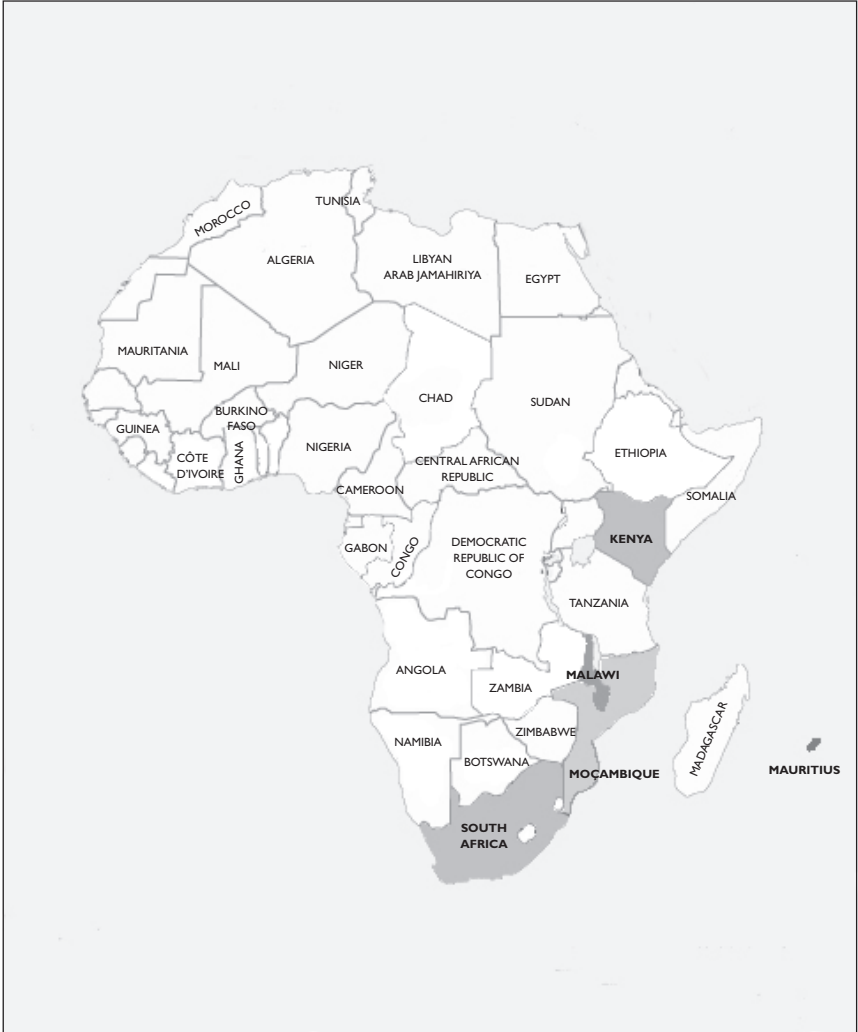 TUNISIA
MOROCCO
ALGERIA
LIBYAN
ARAB JAMAHIRIYA
EGYPT
MAURITANIA
MALI
NIGER
CHAD
SUDAN
BURKINO
FASO
GUINEA
CÔTE
D'IVOIRE
GHANA
NIGERIA
CENTRAL AFRICAN
REPUBLIC
CAMEROON
ETHIOPIA
SOMALIA
GABON
CONGO
DEMOCRATIC
REPUBLIC OF
CONGO
KENYA
TANZANIA
ANGOLA
ZAMBIA
MALAWI
NAMIBIA
ZIMBABWE
BOTSWANA
MOÇAMBIQUE
MADAGASCAR
MAURITIUS
SOUTH
AFRICA